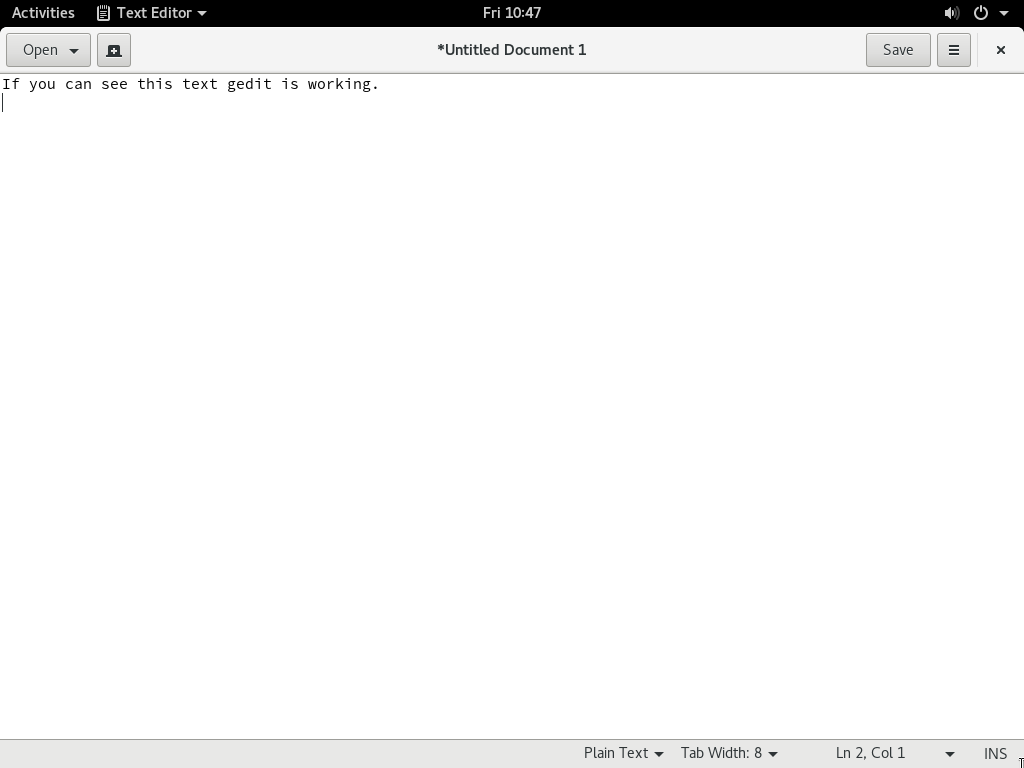 Activities Text Editor Fri 10:47
Open *Untitled Document 1 Save
If you can see this text gedit is working.
Plain Text Tab Width: 8 Ln 2, Col 1 INS